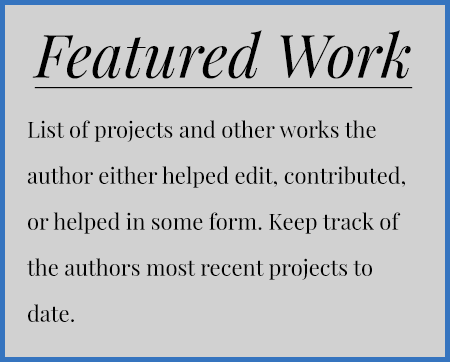 Featured Work
List of projects and other works the
author either helped edit, contributed,
or helped in some form. Keep track of
the authors most recent projects to
date.